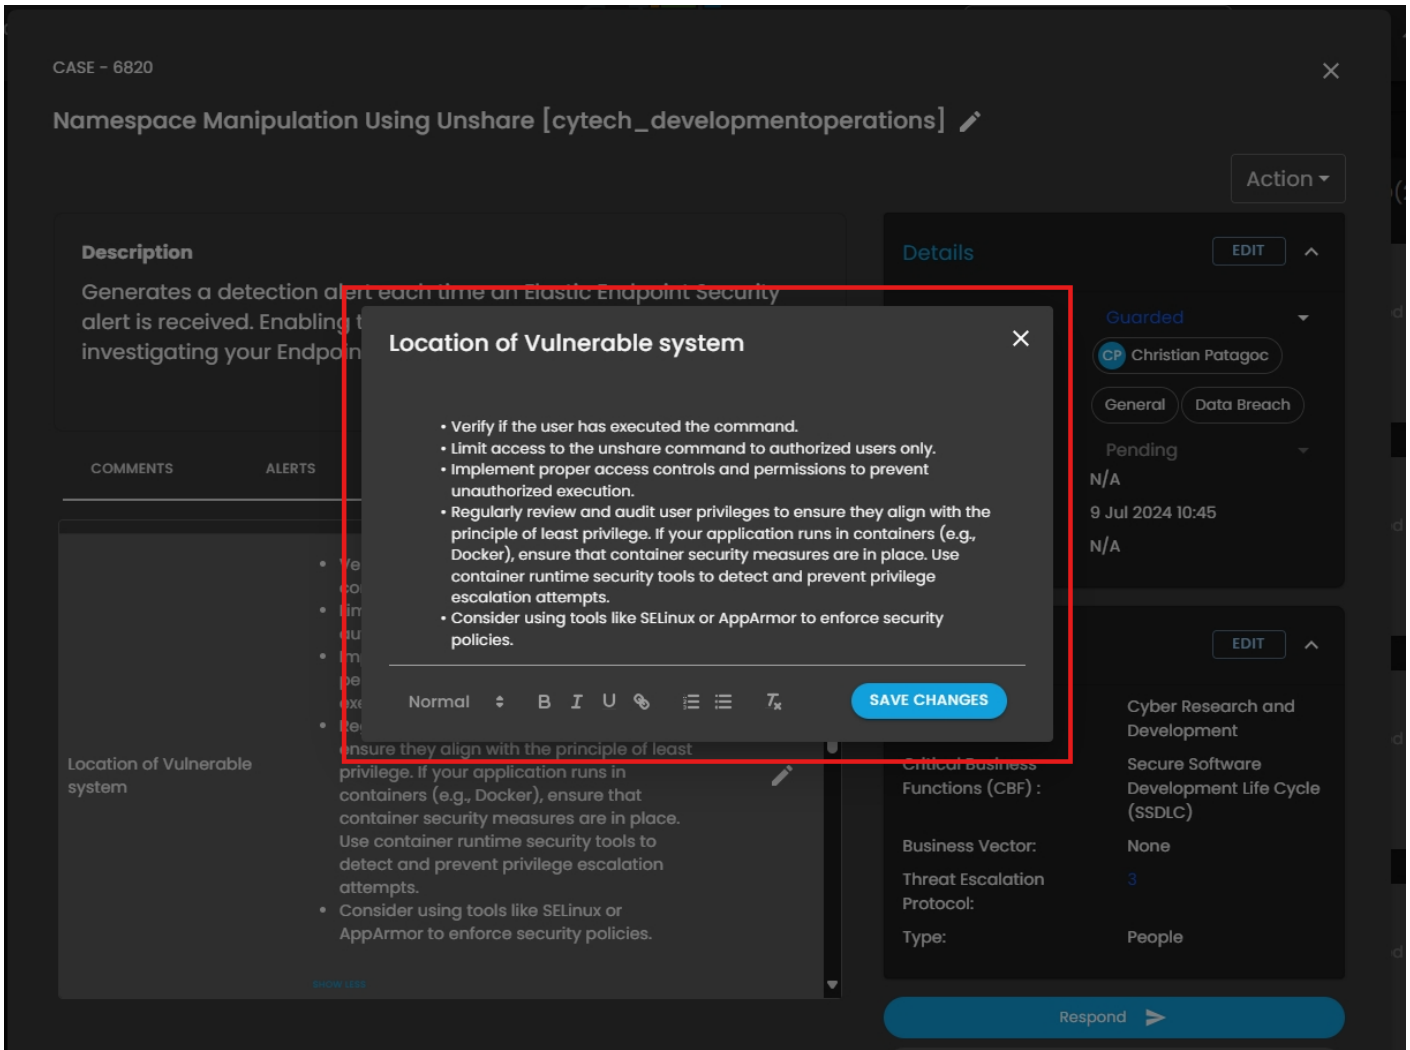 CASE - 6820
Namespace Manipulation Using Unshare [cytech_developmentoperations]
Action
Description
Generates a detection alert each time an Elastic Endpoint Security
alert is received. Enabling
investigating your
Details
EDIT
Guarded
CP Christian Patagoc
General Data Breach
Pending
N/A
9 Jul 2024 10:45
N/A
COMMENTS ALERTS
Location of Vulnerable system
• Verify if the user has executed the command.
• Limit access to the unshare command to authorized users only.
• Implement proper access controls and permissions to prevent
unauthorized execution.
• Regularly review and audit user privileges to ensure they align with the
principle of least privilege. If your application runs in containers (e.g.,
Docker), ensure that container security measures are in place. Use
container runtime security tools to detect and prevent privilege
escalation attempts.
• Consider using tools like SELinux or AppArmor to enforce security
policies.
Normal B I U Tx SAVE CHANGES
Location of Vulnerable
system
ensure they align with the principle of least
privilege. If your application runs in
containers (e.g., Docker), ensure that
container security measures are in place.
Use container runtime security tools to
detect and prevent privilege escalation
attempts.
• Consider using tools like SELinux or
AppArmor to enforce security policies.
SHOW LESS
EDIT
Cyber Research and
Development
Critical Business
Functions (CBF) :
Secure Software
Development Life Cycle
(SSDLC)
Business Vector: None
Threat Escalation
Protocol:
3
Type: People
Respond